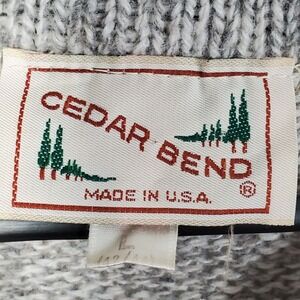 CEDAR BEND
®
MADE IN U.S.A.
L